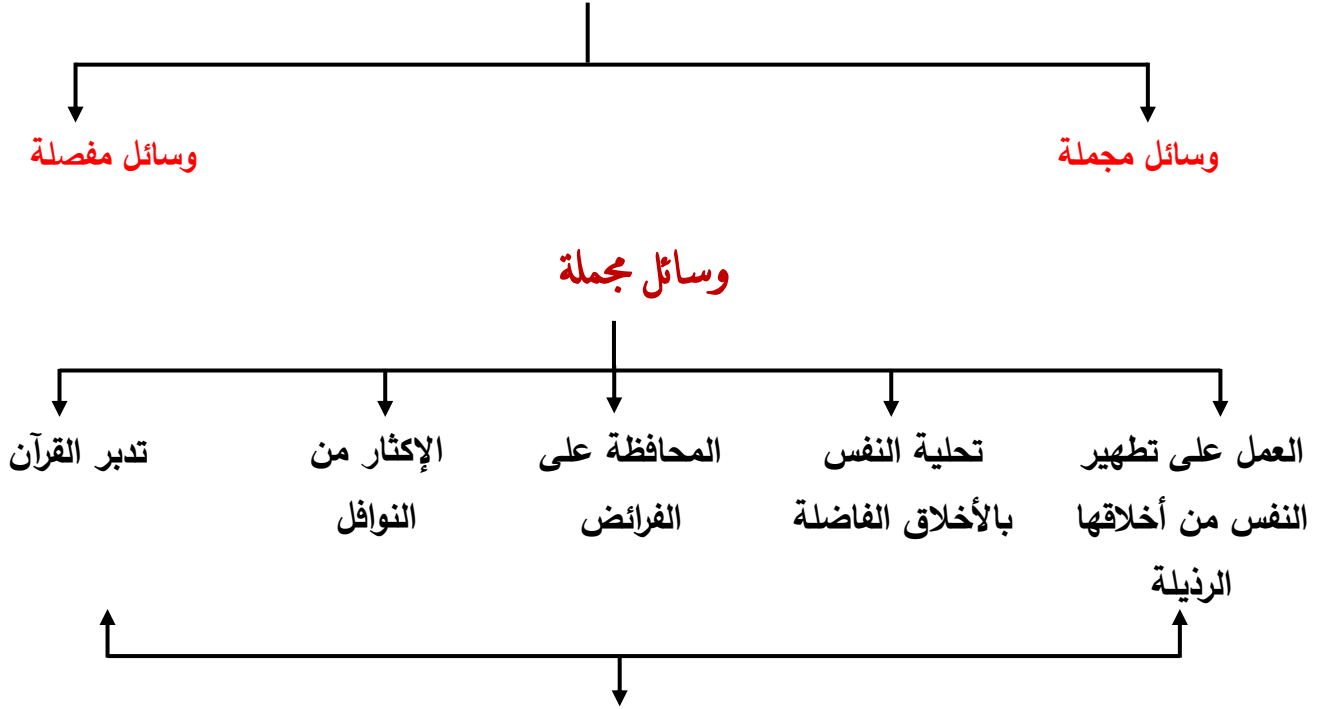 وسائل مجملة
وسائل مفصلة
وسائل مجملة
العمل على تطهير
النفس من أخلاقها
الرذيلة
تحلية النفس
بالأخلاق الفاضلة
المحافظة على
الفرائض
الإكثار من
النوافل
تدبر القرآن